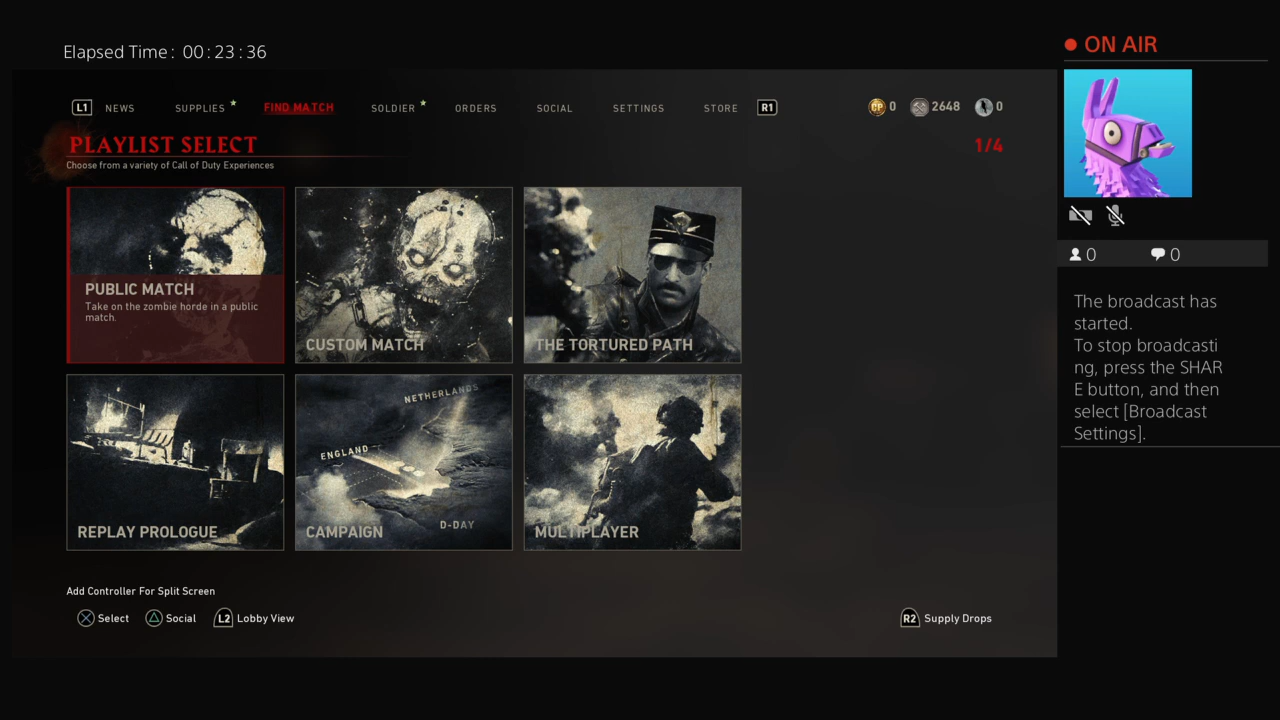 Elapsed Time: 00:23:36
ON AIR
L1 NEWS SUPPLIES FIND MATCH SOLDIER ORDERS SOCIAL SETTINGS STORE R1 CP 0 2648 0
PLAYLIST SELECT
1/4
Choose from a variety of Call of Duty Experiences
PUBLIC MATCH
Take on the zombie horde in a public
match.
CUSTOM MATCH
THE TORTURED PATH
REPLAY PROLOGUE
NETHERLANDS
ENGLAND
D-DAY
CAMPAIGN
MULTIPLAYER
0 0
The broadcast has
started.
To stop broadcasti
ng, press the SHAR
E button, and then
select [Broadcast
Settings].
Add Controller For Split Screen
Select Social L2 Lobby View
R2 Supply Drops